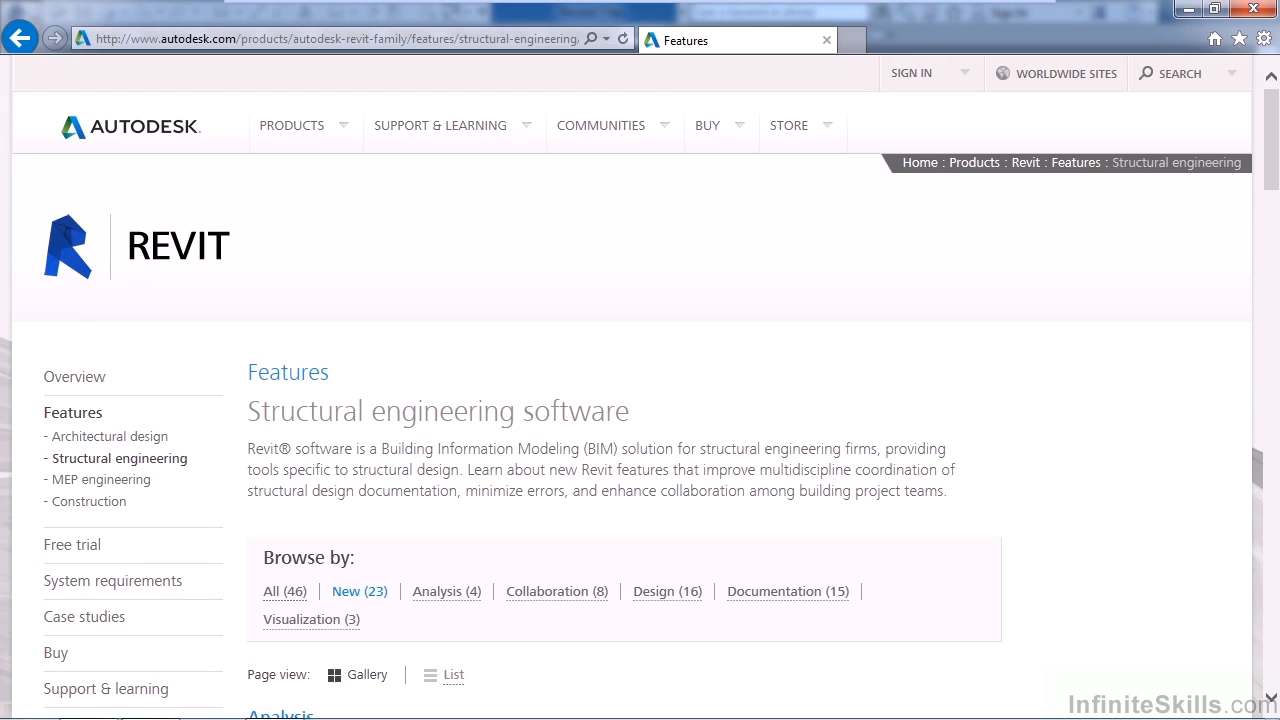 http://www.autodesk.com/products/autodesk-revit-family/features/structural-engineering
Features
SIGN IN
WORLDWIDE SITES
SEARCH
AUTODESK.
PRODUCTS
SUPPORT & LEARNING
COMMUNITIES
BUY
STORE
Home : Products : Revit : Features : Structural engineering
REVIT
Overview
Features
- Architectural design
- Structural engineering
- MEP engineering
- Construction
Free trial
System requirements
Case studies
Buy
Support & learning
Features
Structural engineering software
Revit® software is a Building Information Modeling (BIM) solution for structural engineering firms, providing
tools specific to structural design. Learn about new Revit features that improve multidiscipline coordination of
structural design documentation, minimize errors, and enhance collaboration among building project teams.
Browse by:
All (46) | New (23) | Analysis (4) | Collaboration (8) | Design (16) | Documentation (15) |
Visualization (3)
Page view: Gallery | List
Analysis
InfiniteSkills.com